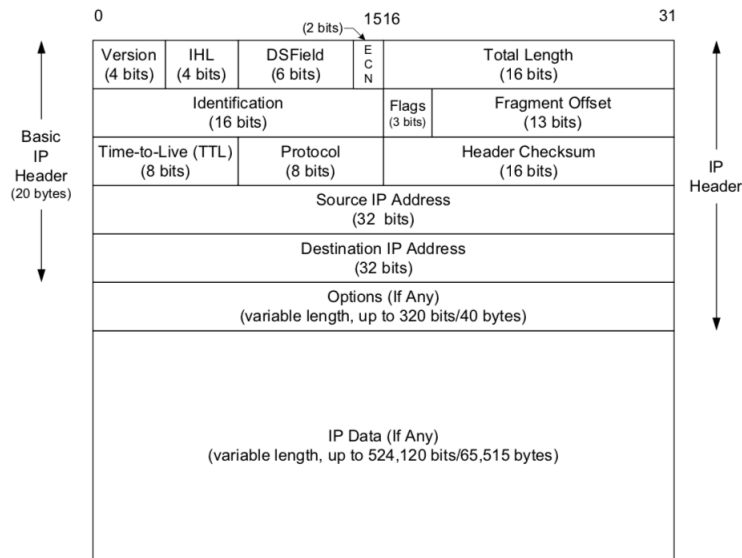 0 1516 31
(2 bits)
Version IHL DSField E Total Length
(4 bits) (4 bits) (6 bits) C (16 bits)
N
Identification Flags Fragment Offset
(16 bits) (3 bits) (13 bits)
Basic
IP
Header
(20 bytes)
Time-to-Live (TTL) Protocol Header Checksum
(8 bits) (8 bits) (16 bits)
IP
Header
Source IP Address
(32 bits)
Destination IP Address
(32 bits)
Options (If Any)
(variable length, up to 320 bits/40 bytes)
IP Data (If Any)
(variable length, up to 524,120 bits/65,515 bytes)